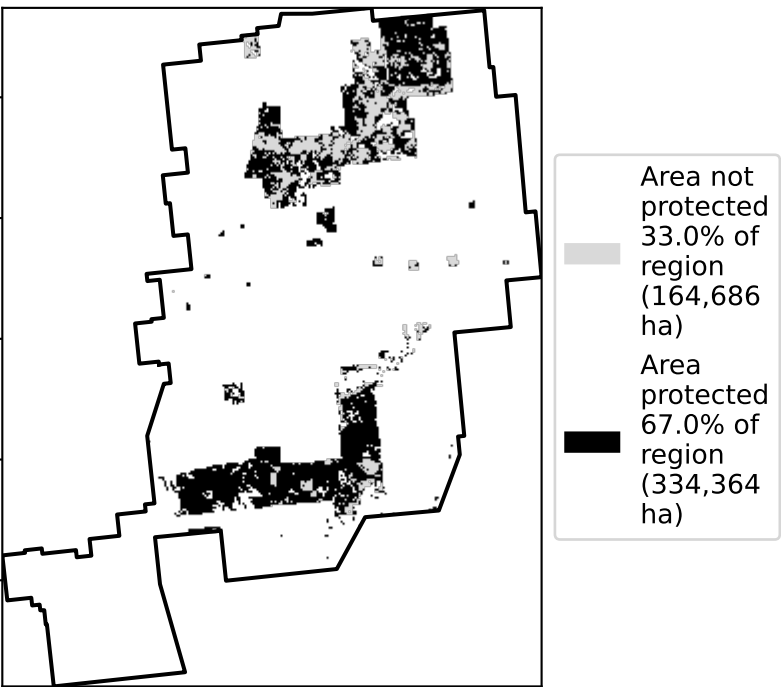 Area not
protected
33.0% of
region
(164,686
ha)
Area
protected
67.0% of
region
(334,364
ha)